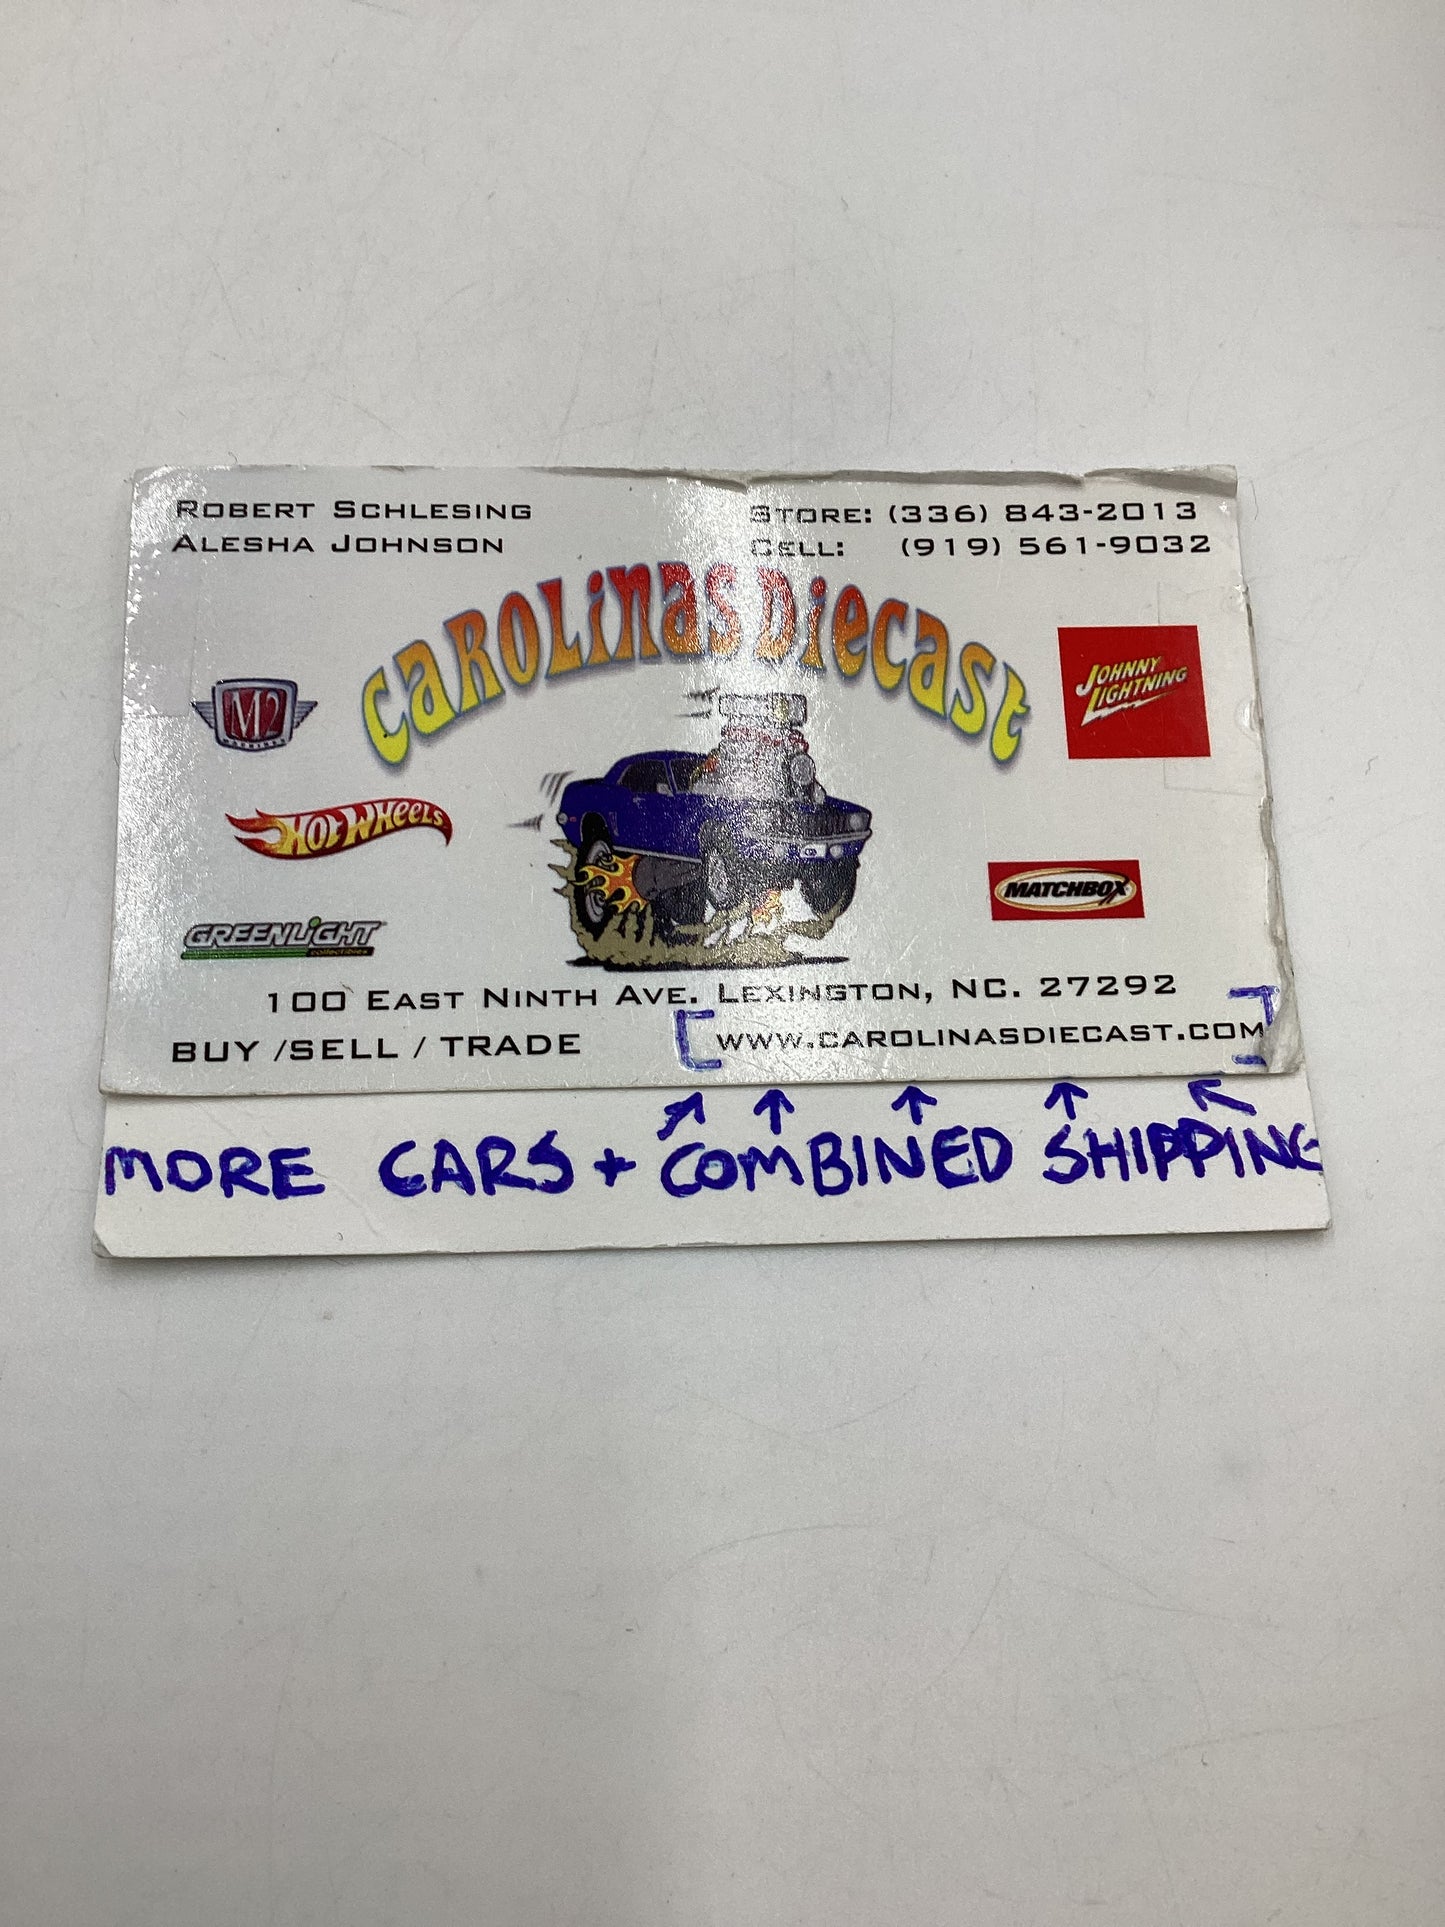 ROBERT SCHLESING
ALESHA JOHNSON
STORE: (336) 843-2013
CELL: (919) 561-9032
CAROLINAS DIECAST
M2
MACHINES
JOHNNY
LIGHTNING
HOT WHEELS
MATCHBOX
GREENLIGHT
collectibles
100 EAST NINTH AVE. LEXINGTON, NC. 27292
BUY /SELL / TRADE
WWW.CAROLINASDIECAST.COM
MORE CARS + COMBINED SHIPPING